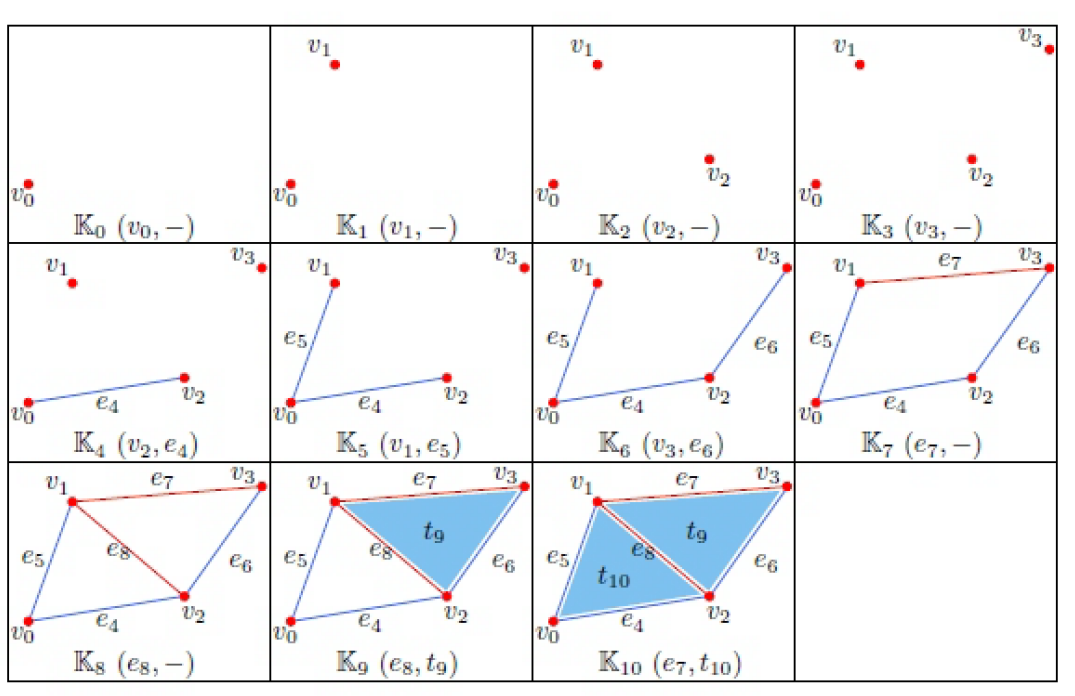 v₁
v₁
v₁
v₃
v₀
v₀
v₂
v₀
v₂
v₀
𝕂₀ (v₀, −)
𝕂₁ (v₁, −)
𝕂₂ (v₂, −)
𝕂₃ (v₃, −)
v₁
v₃
v₁
v₃
v₁
v₃
v₁
e₇
v₃
e₅
e₅
e₆
e₅
e₆
v₀
e₄
v₂
v₀
e₄
v₂
v₀
e₄
v₂
v₀
e₄
v₂
𝕂₄ (v₂, e₄)
𝕂₅ (v₁, e₅)
𝕂₆ (v₃, e₆)
𝕂₇ (e₇, −)
v₁
e₇
v₃
v₁
e₇
v₃
v₁
e₇
v₃
e₅
e₈
e₆
e₅
e₈
t₉
e₆
e₅
e₈
t₉
e₆
t₁₀
v₀
e₄
v₂
v₀
e₄
v₂
v₀
e₄
v₂
𝕂₈ (e₈, −)
𝕂₉ (e₈, t₉)
𝕂₁₀ (e₇, t₁₀)